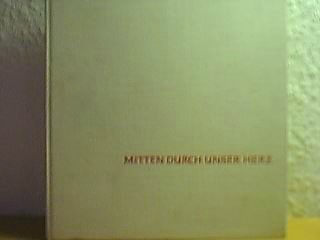 MITTEN DURCH UNSER HERZ